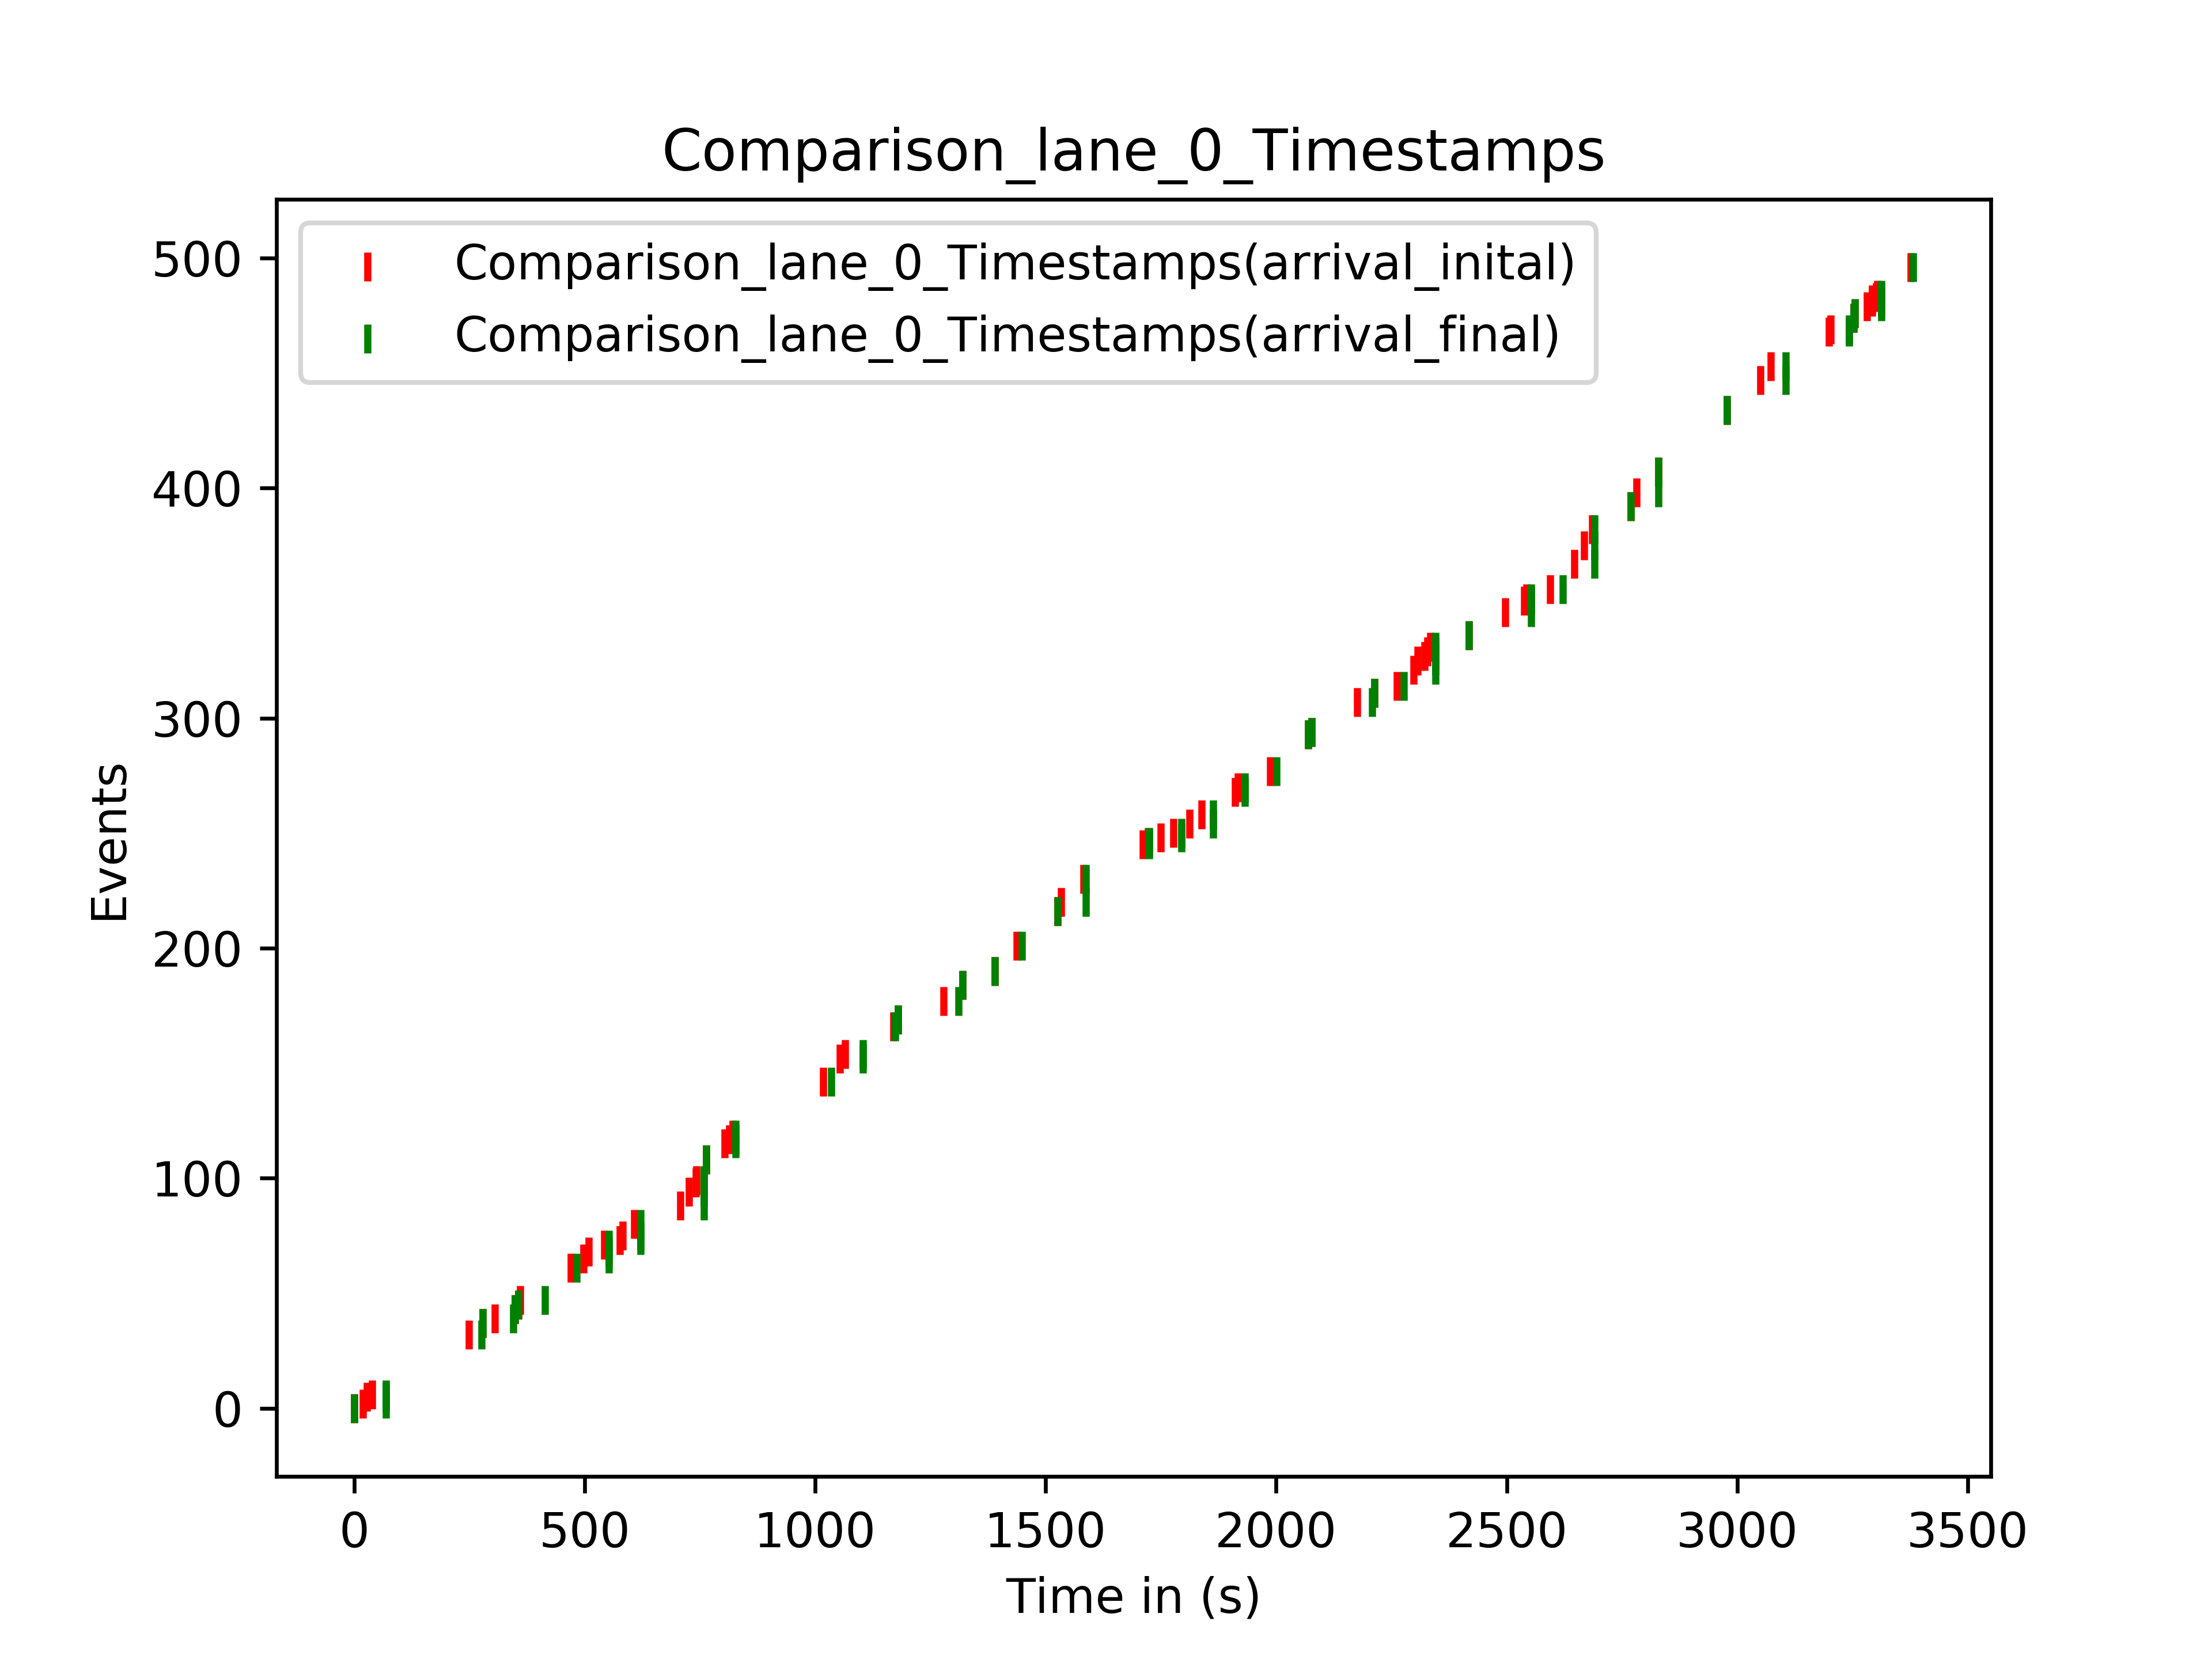 Comparison_lane_0_Timestamps
Comparison_lane_0_Timestamps(arrival_inital)
Comparison_lane_0_Timestamps(arrival_final)
500
400
300
200
100
0
Events
0 500 1000 1500 2000 2500 3000 3500
Time in (s)